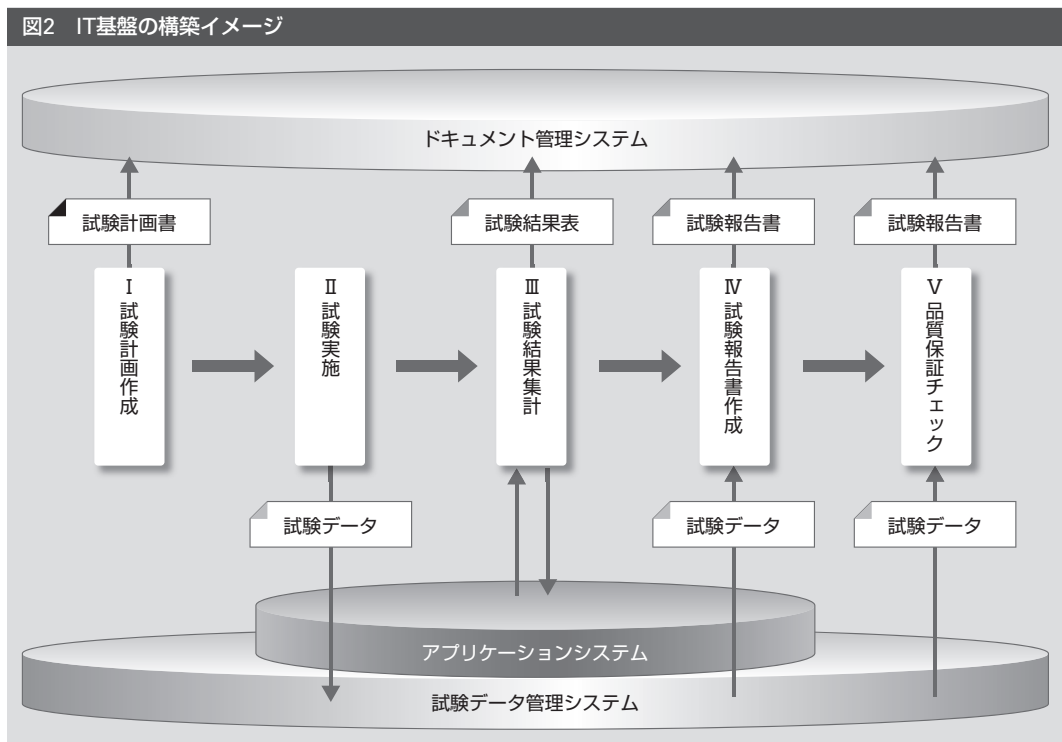 図2 IT基盤の構築イメージ
ドキュメント管理システム
試験計画書
試験結果表
試験報告書
試験報告書
Ⅰ 試験計画作成
Ⅱ 試験実施
Ⅲ 試験結果集計
Ⅳ 試験報告書作成
Ⅴ 品質保証チェック
試験データ
試験データ
試験データ
アプリケーションシステム
試験データ管理システム